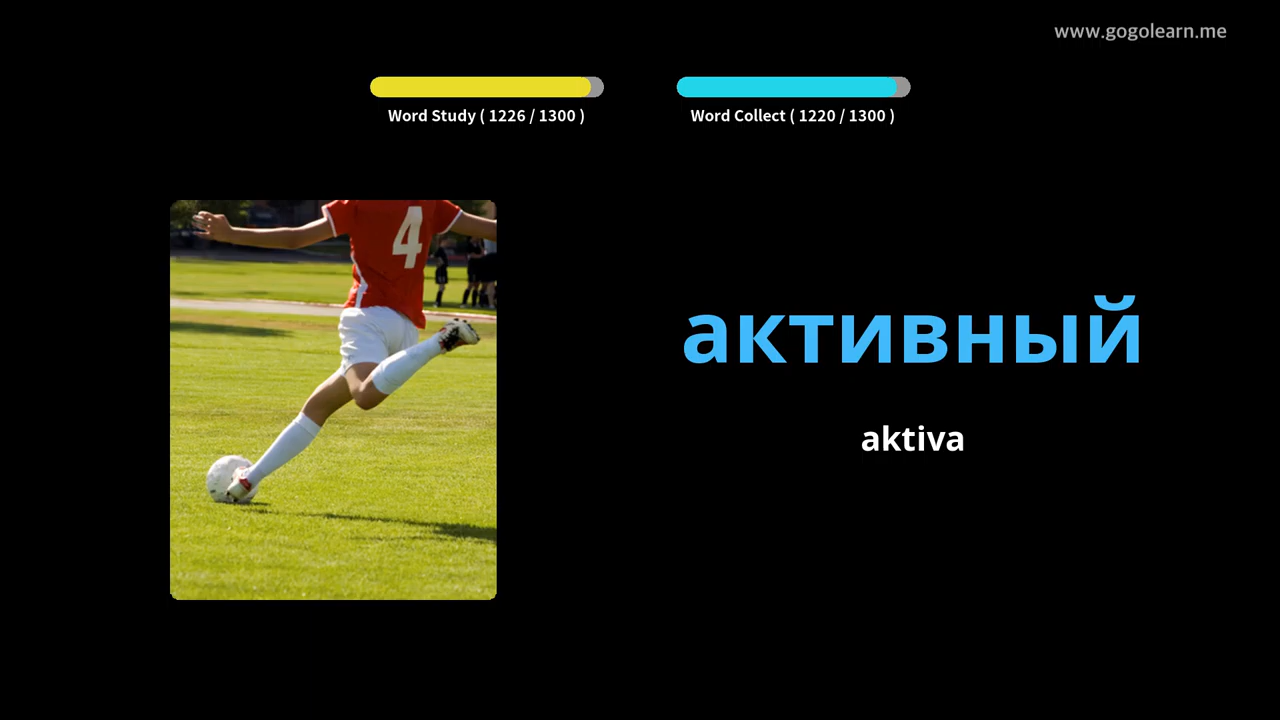 www.gogolearn.me
Word Study ( 1226 / 1300 )
Word Collect ( 1220 / 1300 )
4
активный
aktiva